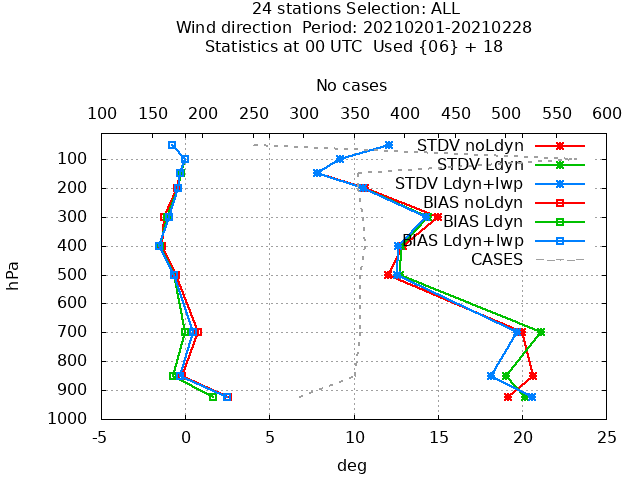 24 stations Selection: ALL
Wind direction  Period: 20210201-20210228
Statistics at 00 UTC  Used {06} + 18
No cases
100 150 200 250 300 350 400 450 500 550 600
STDV noLdyn
STDV Ldyn
STDV Ldyn+lwp
BIAS noLdyn
BIAS Ldyn
BIAS Ldyn+lwp
CASES
hPa
100
200
300
400
500
600
700
800
900
1000
-5 0 5 10 15 20 25
deg